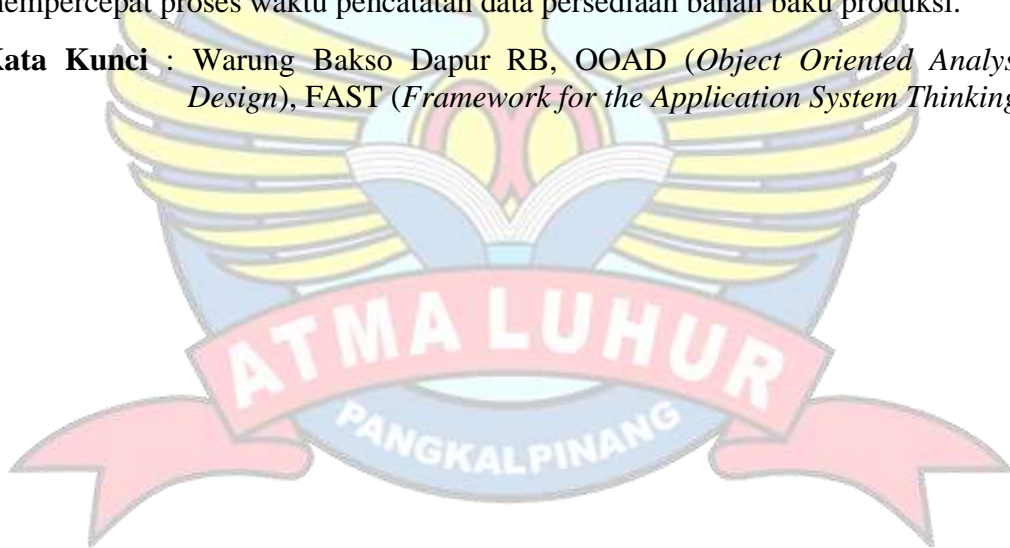 mempercepat proses waktu pencatatan data persediaan bahan baku produksi.
Kata Kunci : Warung Bakso Dapur RB, OOAD (Object Oriented Analys
Design), FAST (Framework for the Application System Thinking
ATMA LUHUR
PANGKALPINANG